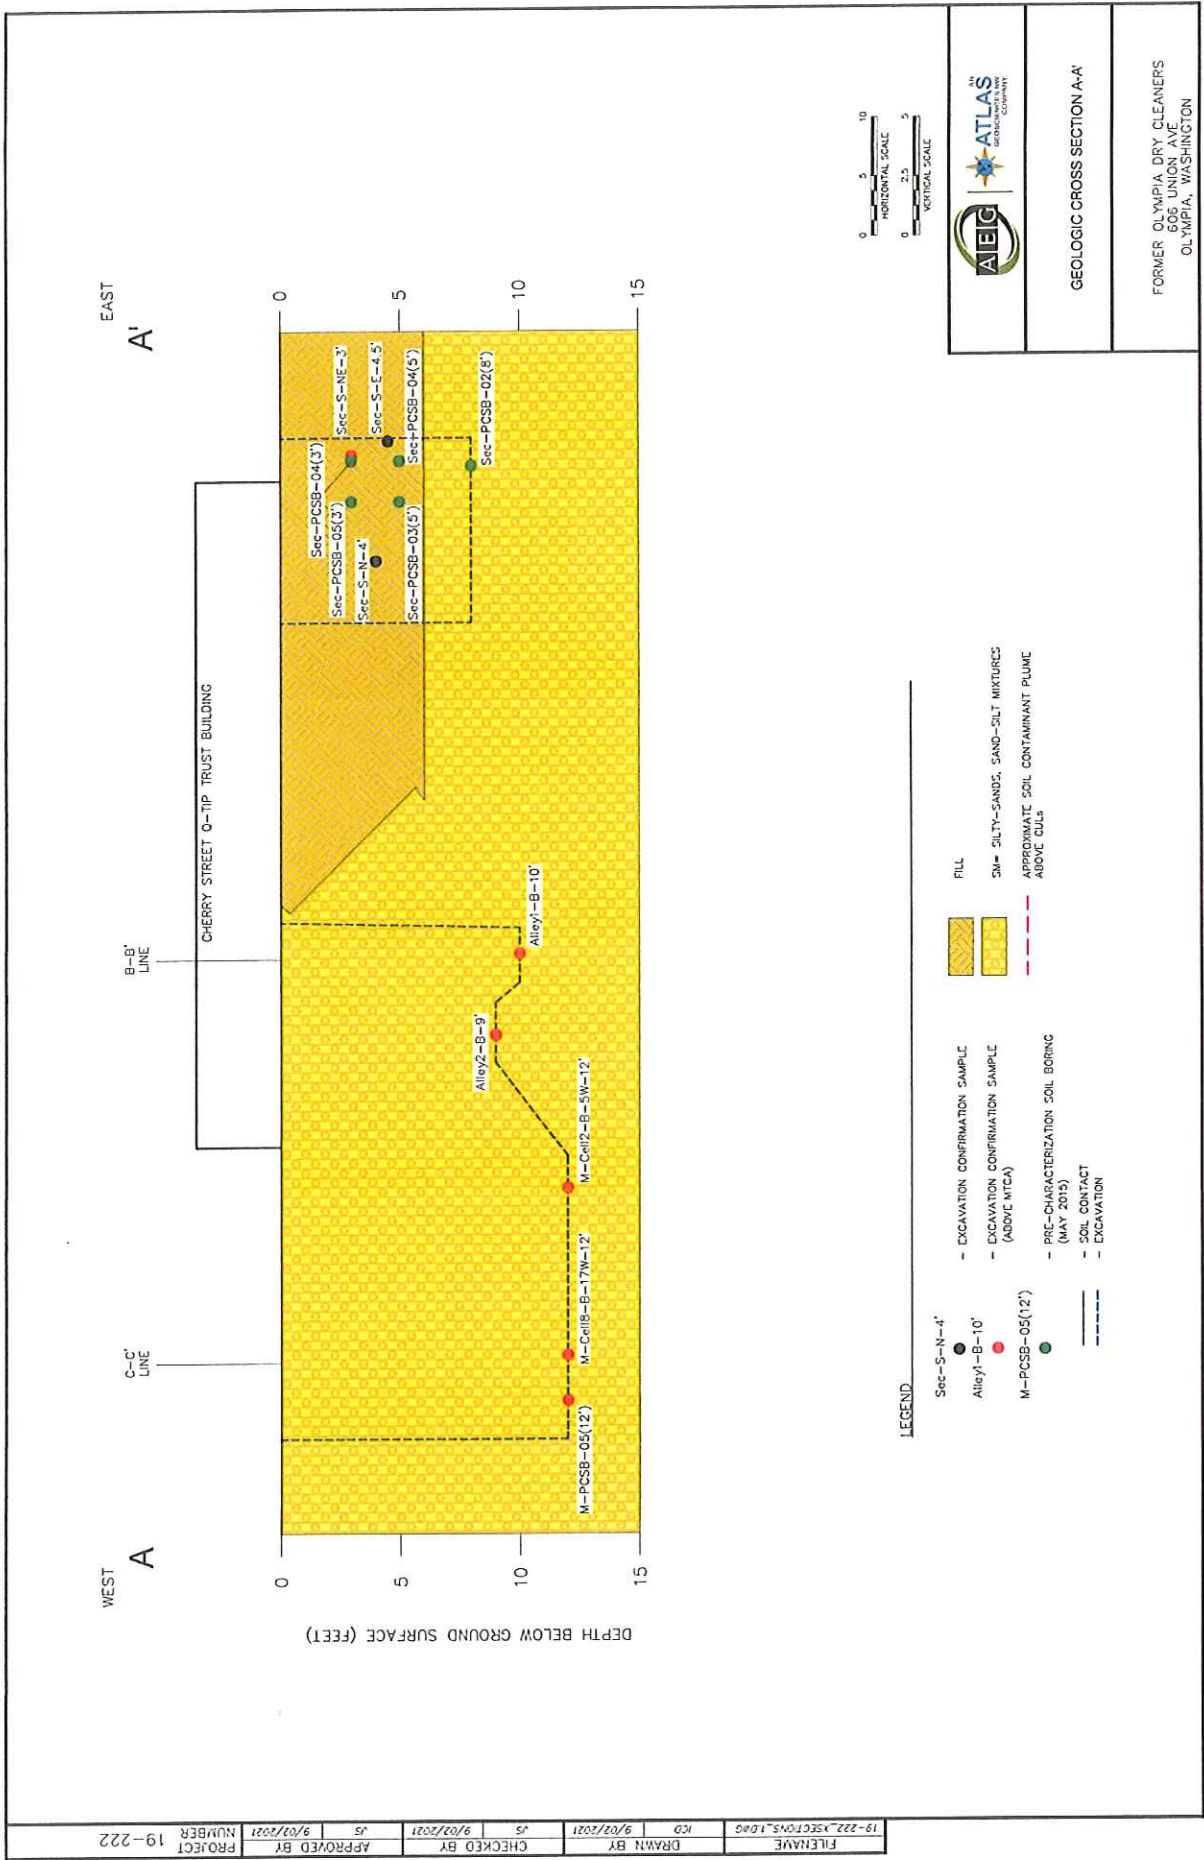 WEST
A
C-C'
LINE
B-B'
LINE
EAST
A'
CHERRY STREET Q-TIP TRUST BUILDING
DEPTH BELOW GROUND SURFACE (FEET)
0
5
10
15
0
5
10
15
M-PCSB-05(12')
M-Cell8-B-17W-12'
M-Cell2-B-5W-12'
Alley2-B-9'
Alley1-B-10'
Sec-PCSB-04(3')
Sec-PCSB-05(3')
Sec-S-N-4'
Sec-PCSB-03(5')
Sec-S-NE-3'
Sec-S-E-4.5'
Sec-PCSB-04(5')
Sec-PCSB-02(8')
0 5 10
HORIZONTAL SCALE
0 2.5 5
VERTICAL SCALE
LEGEND
Sec-S-N-4'
- EXCAVATION CONFIRMATION SAMPLE
Alley1-B-10'
- EXCAVATION CONFIRMATION SAMPLE
(ABOVE MTCA)
M-PCSB-05(12')
- PRE-CHARACTERIZATION SOIL BORING
(MAY 2015)
- SOIL CONTACT
- EXCAVATION
FILL
SM= SILTY-SANDS, SAND-SILT MIXTURES
APPROXIMATE SOIL CONTAMINANT PLUME
ABOVE CULs
AEG
AN
ATLAS
GEOSCIENCES NW
COMPANY
GEOLOGIC CROSS SECTION A-A'
FORMER OLYMPIA DRY CLEANERS
606 UNION AVE
OLYMPIA, WASHINGTON
FILENAME
19-222_XSECTIONS_1.DWG
DRAWN BY
ICD 9/02/2021
CHECKED BY
JS 9/02/2021
APPROVED BY
JS 9/02/2021
PROJECT
NUMBER
19-222